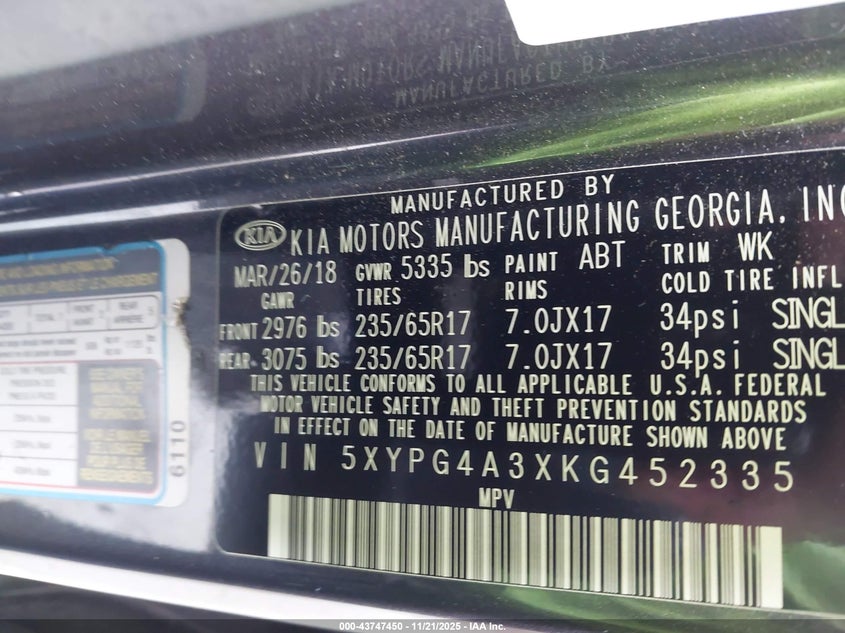 MANUFACTURED BY
KIA KIA MOTORS MANUFACTURING GEORGIA, INC
MAR/26/18 GVWR 5335 lbs PAINT ABT TRIM WK
GAWR TIRES RIMS COLD TIRE INFL
FRONT 2976 lbs 235/65R17 7.0JX17 34psi SINGL
REAR 3075 lbs 235/65R17 7.0JX17 34psi SINGL
THIS VEHICLE CONFORMS TO ALL APPLICABLE U.S.A. FEDERAL
MOTOR VEHICLE SAFETY AND THEFT PREVENTION STANDARDS
IN EFFECT ON THE DATE OF MANUFACTURE SHOWN ABOVE
VIN 5XYPG4A3XKG452335
MPV
6110
000-43747450 - 11/21/2025 - IAA Inc.